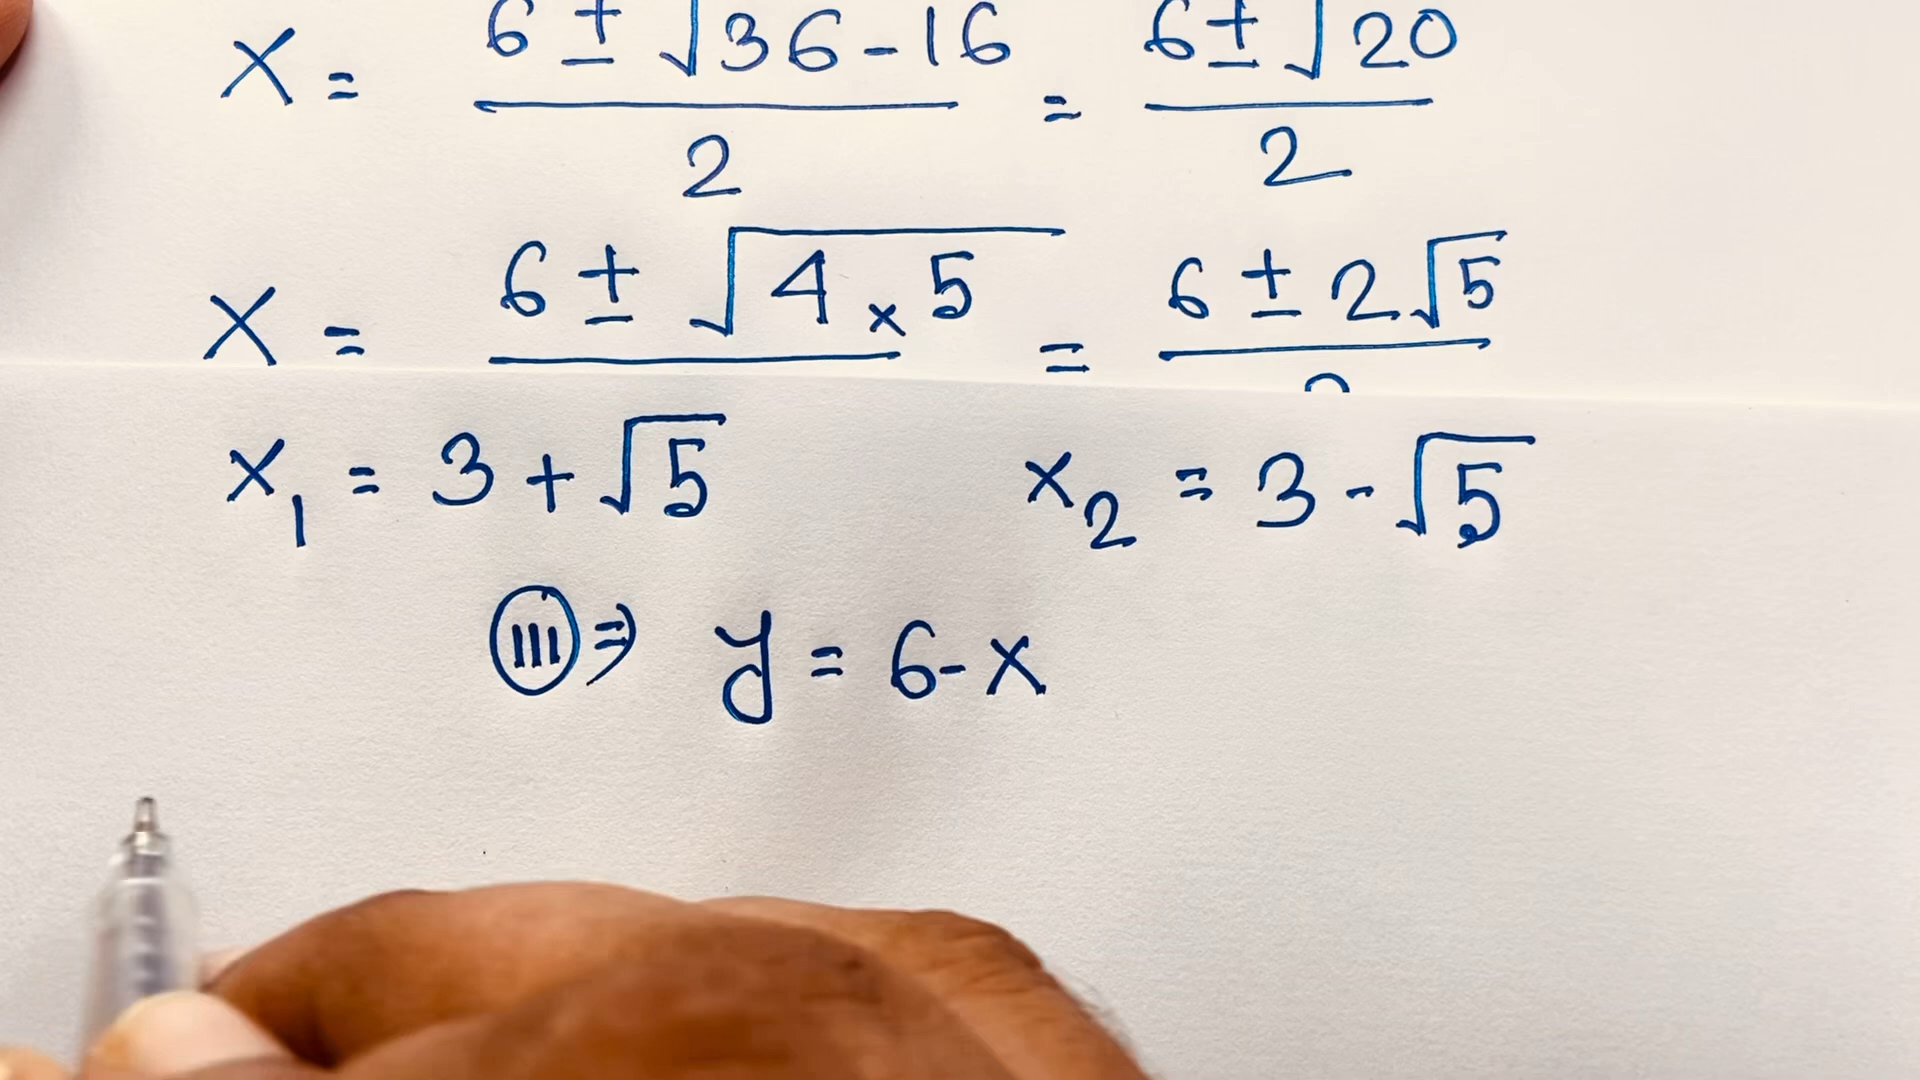 x = (6 ± √36-16)/2 = (6 ± √20)/2
x = (6 ± √(4×5)) = (6 ± 2√5)
x₁ = 3 + √5 x₂ = 3 - √5
(III) ⇒ y = 6 - x